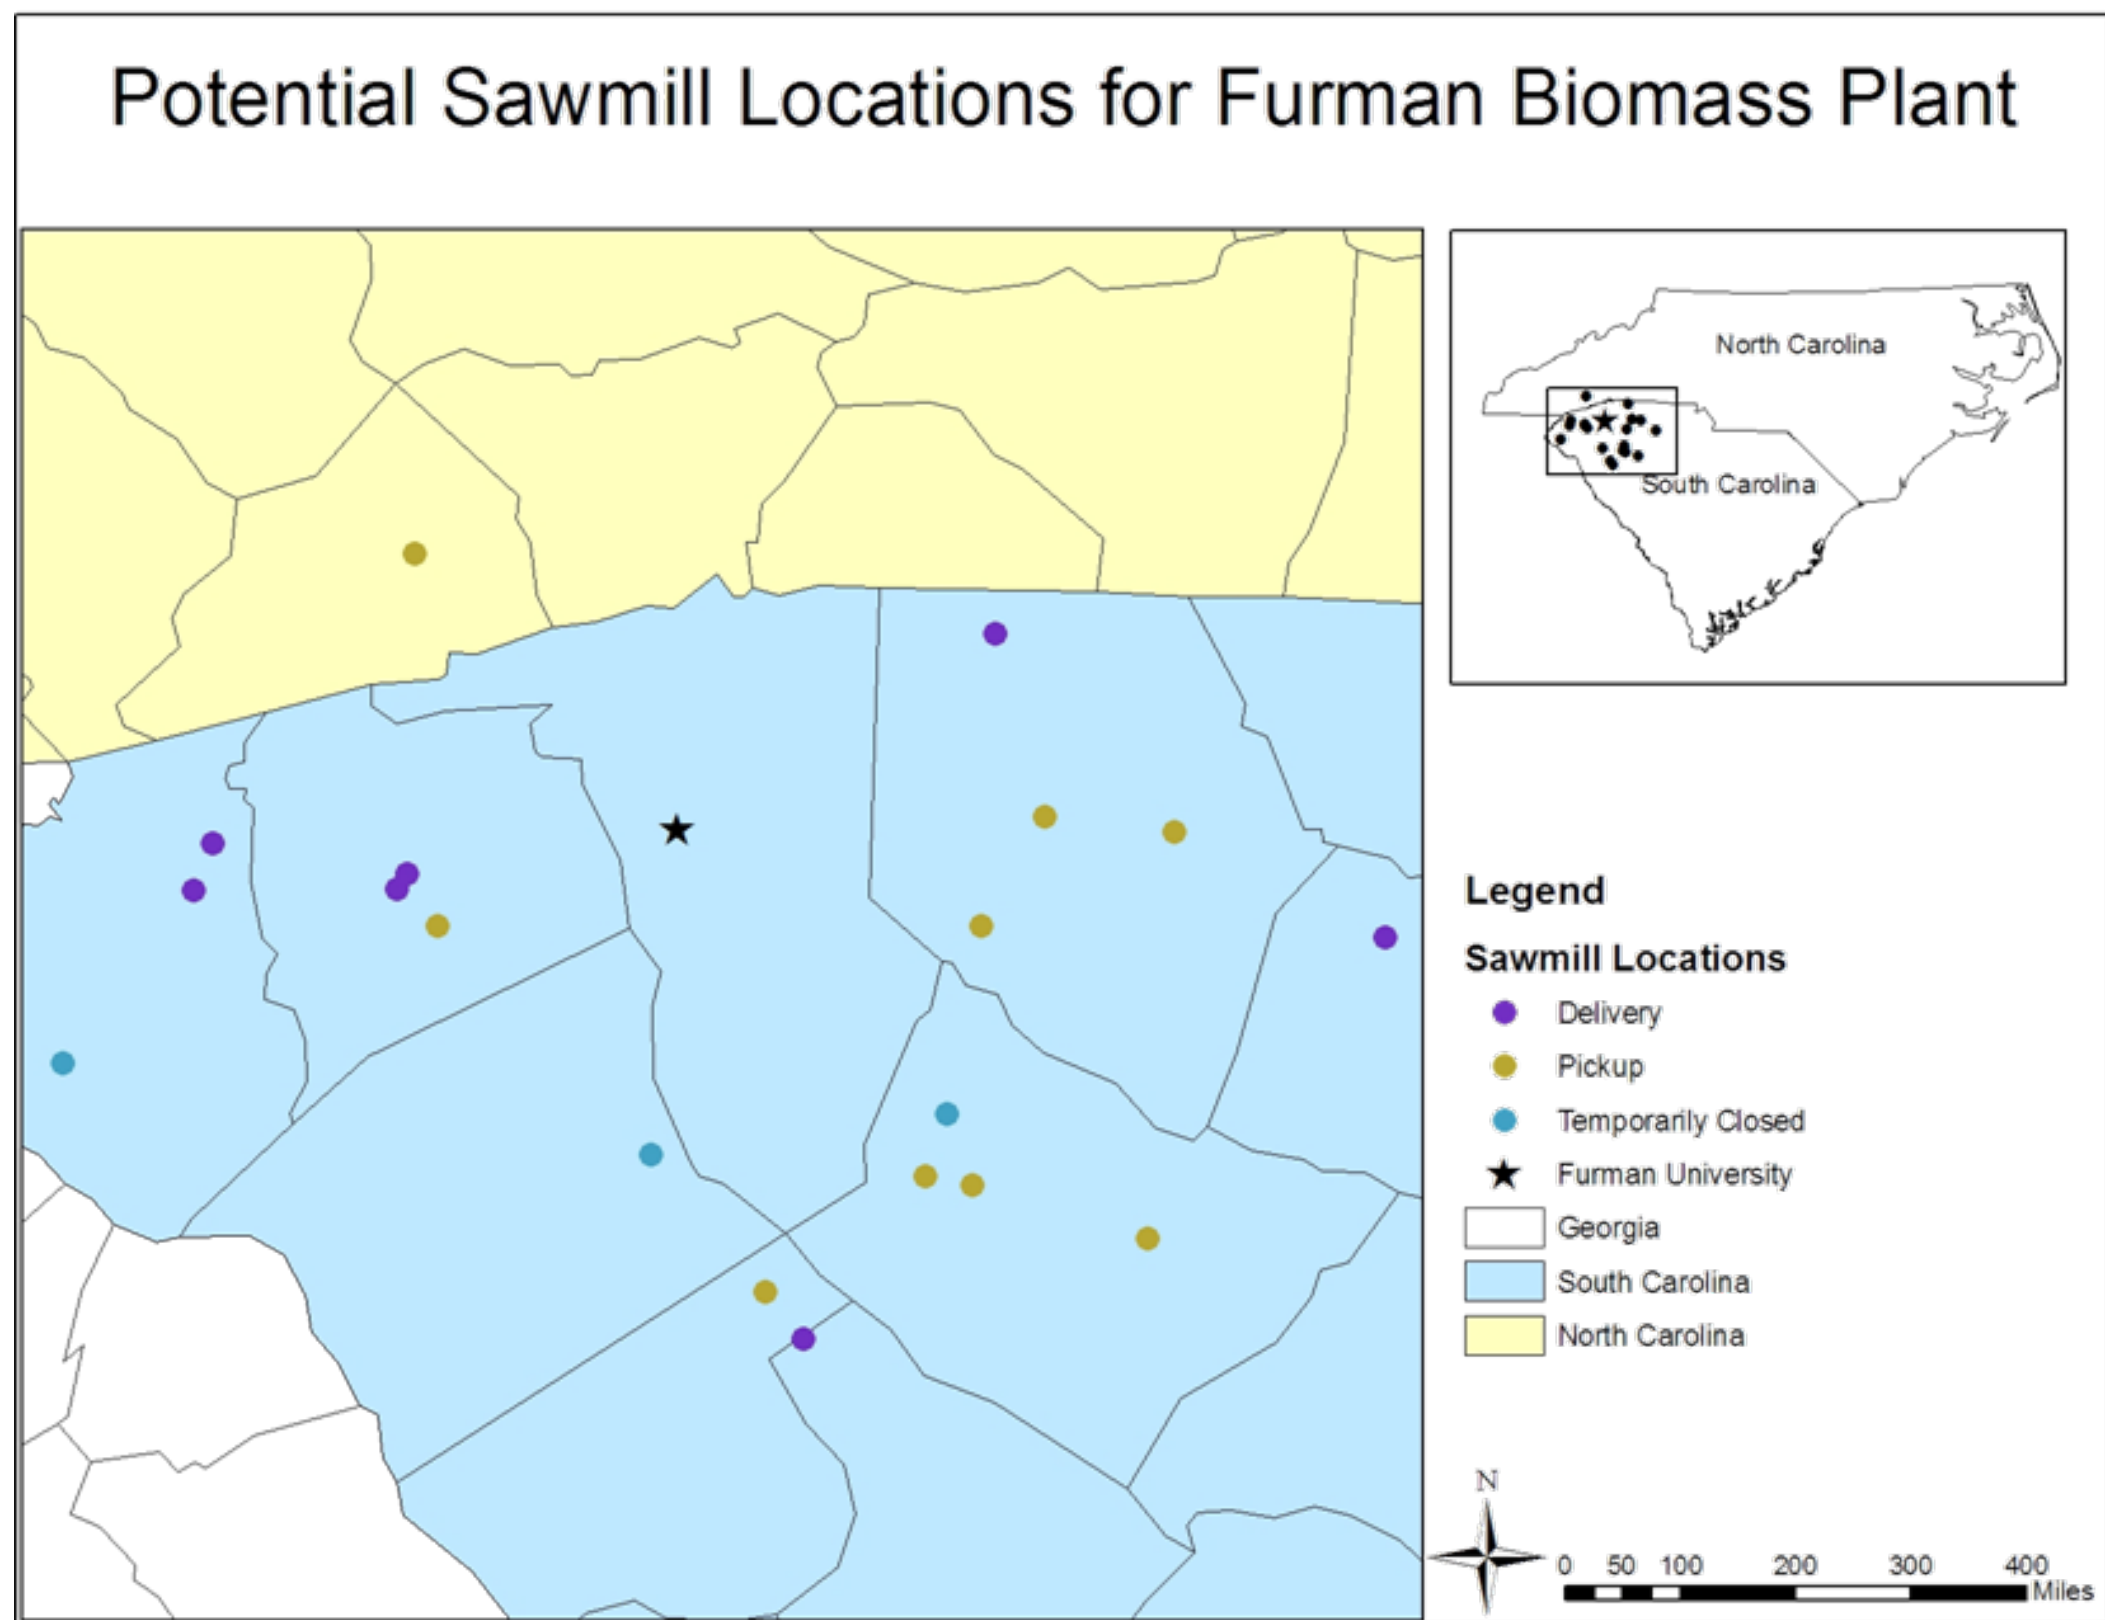 Potential Sawmill Locations for Furman Biomass Plant
North Carolina
South Carolina
Legend
Sawmill Locations
Delivery
Pickup
Temporarily Closed
Furman University
Georgia
South Carolina
North Carolina
N
0 50 100 200 300 400
Miles